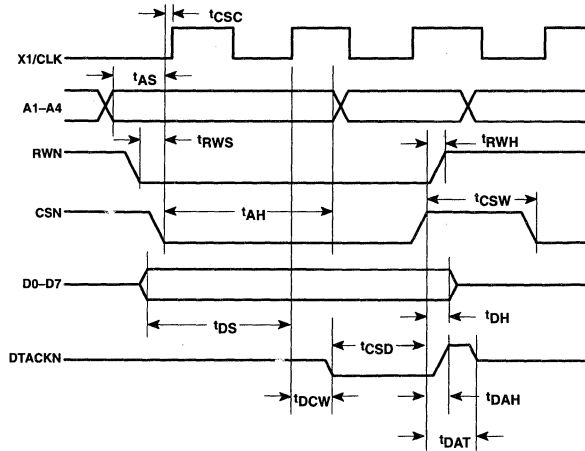 tCSC
X1/CLK
tAS
A1–A4
tRWS
tRWH
RWN
tCSW
CSN
tAH
D0–D7
tDS
tDH
tCSD
DTACKN
tDCW
tDAH
tDAT